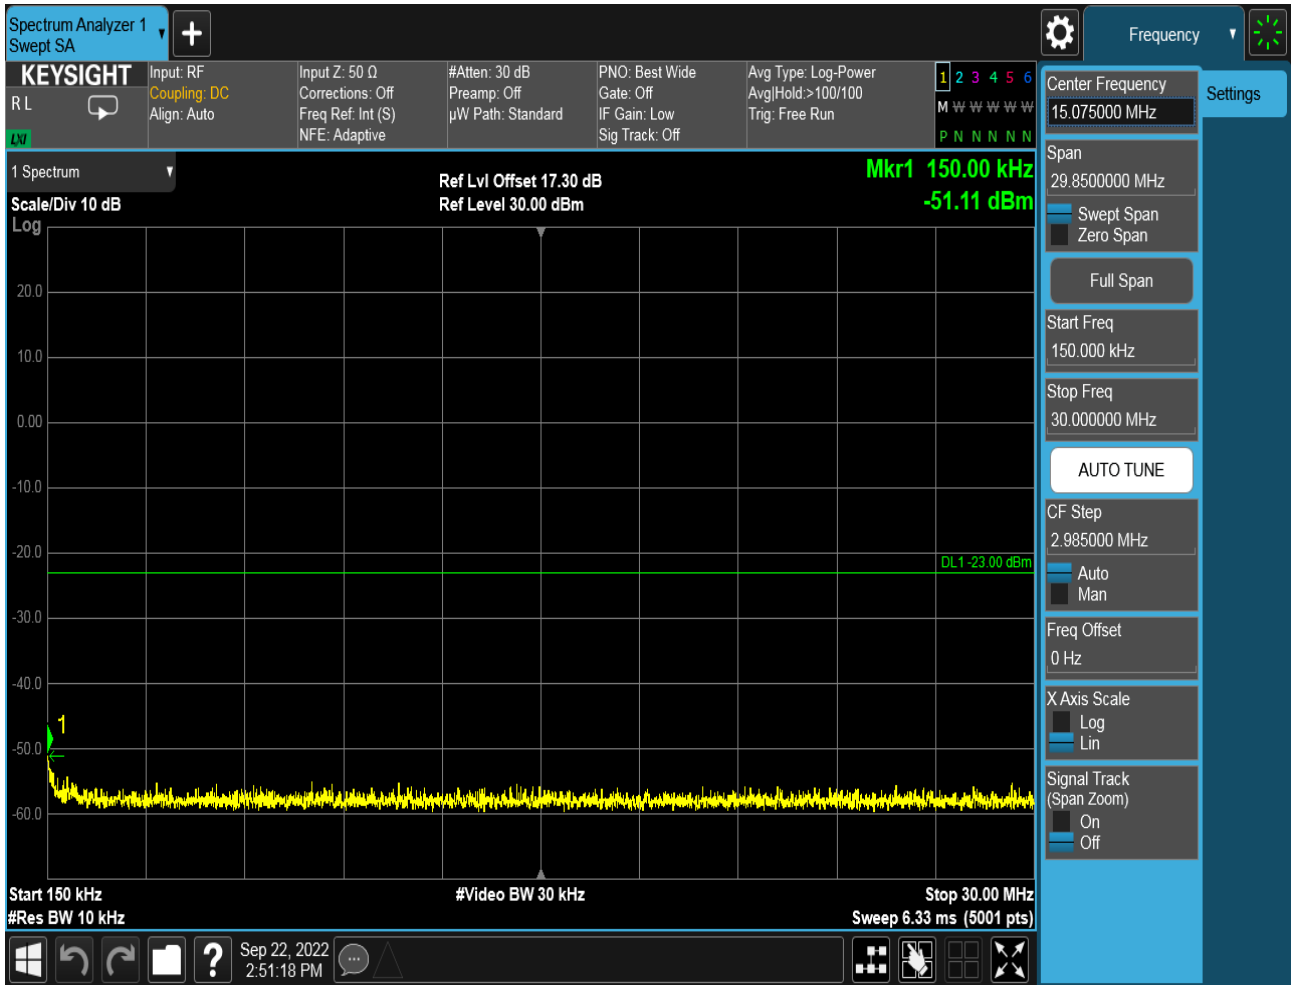 Spectrum Analyzer 1
Swept SA
Frequency
KEYSIGHT
R L
LXI
Input: RF
Coupling: DC
Align: Auto
Input Z: 50 Ω
Corrections: Off
Freq Ref: Int (S)
NFE: Adaptive
#Atten: 30 dB
Preamp: Off
µW Path: Standard
PNO: Best Wide
Gate: Off
IF Gain: Low
Sig Track: Off
Avg Type: Log-Power
Avg|Hold:>100/100
Trig: Free Run
1 2 3 4 5 6
M W W W W W
P N N N N N
1 Spectrum
Scale/Div 10 dB
Log
Ref Lvl Offset 17.30 dB
Ref Level 30.00 dBm
Mkr1 150.00 kHz
-51.11 dBm
20.0
10.0
0.00
-10.0
-20.0
-30.0
-40.0
-50.0
-60.0
DL1 -23.00 dBm
1
Start 150 kHz
#Res BW 10 kHz
#Video BW 30 kHz
Stop 30.00 MHz
Sweep 6.33 ms (5001 pts)
Sep 22, 2022
2:51:18 PM
Center Frequency
15.075000 MHz
Settings
Span
29.8500000 MHz
Swept Span
Zero Span
Full Span
Start Freq
150.000 kHz
Stop Freq
30.000000 MHz
AUTO TUNE
CF Step
2.985000 MHz
Auto
Man
Freq Offset
0 Hz
X Axis Scale
Log
Lin
Signal Track
(Span Zoom)
On
Off